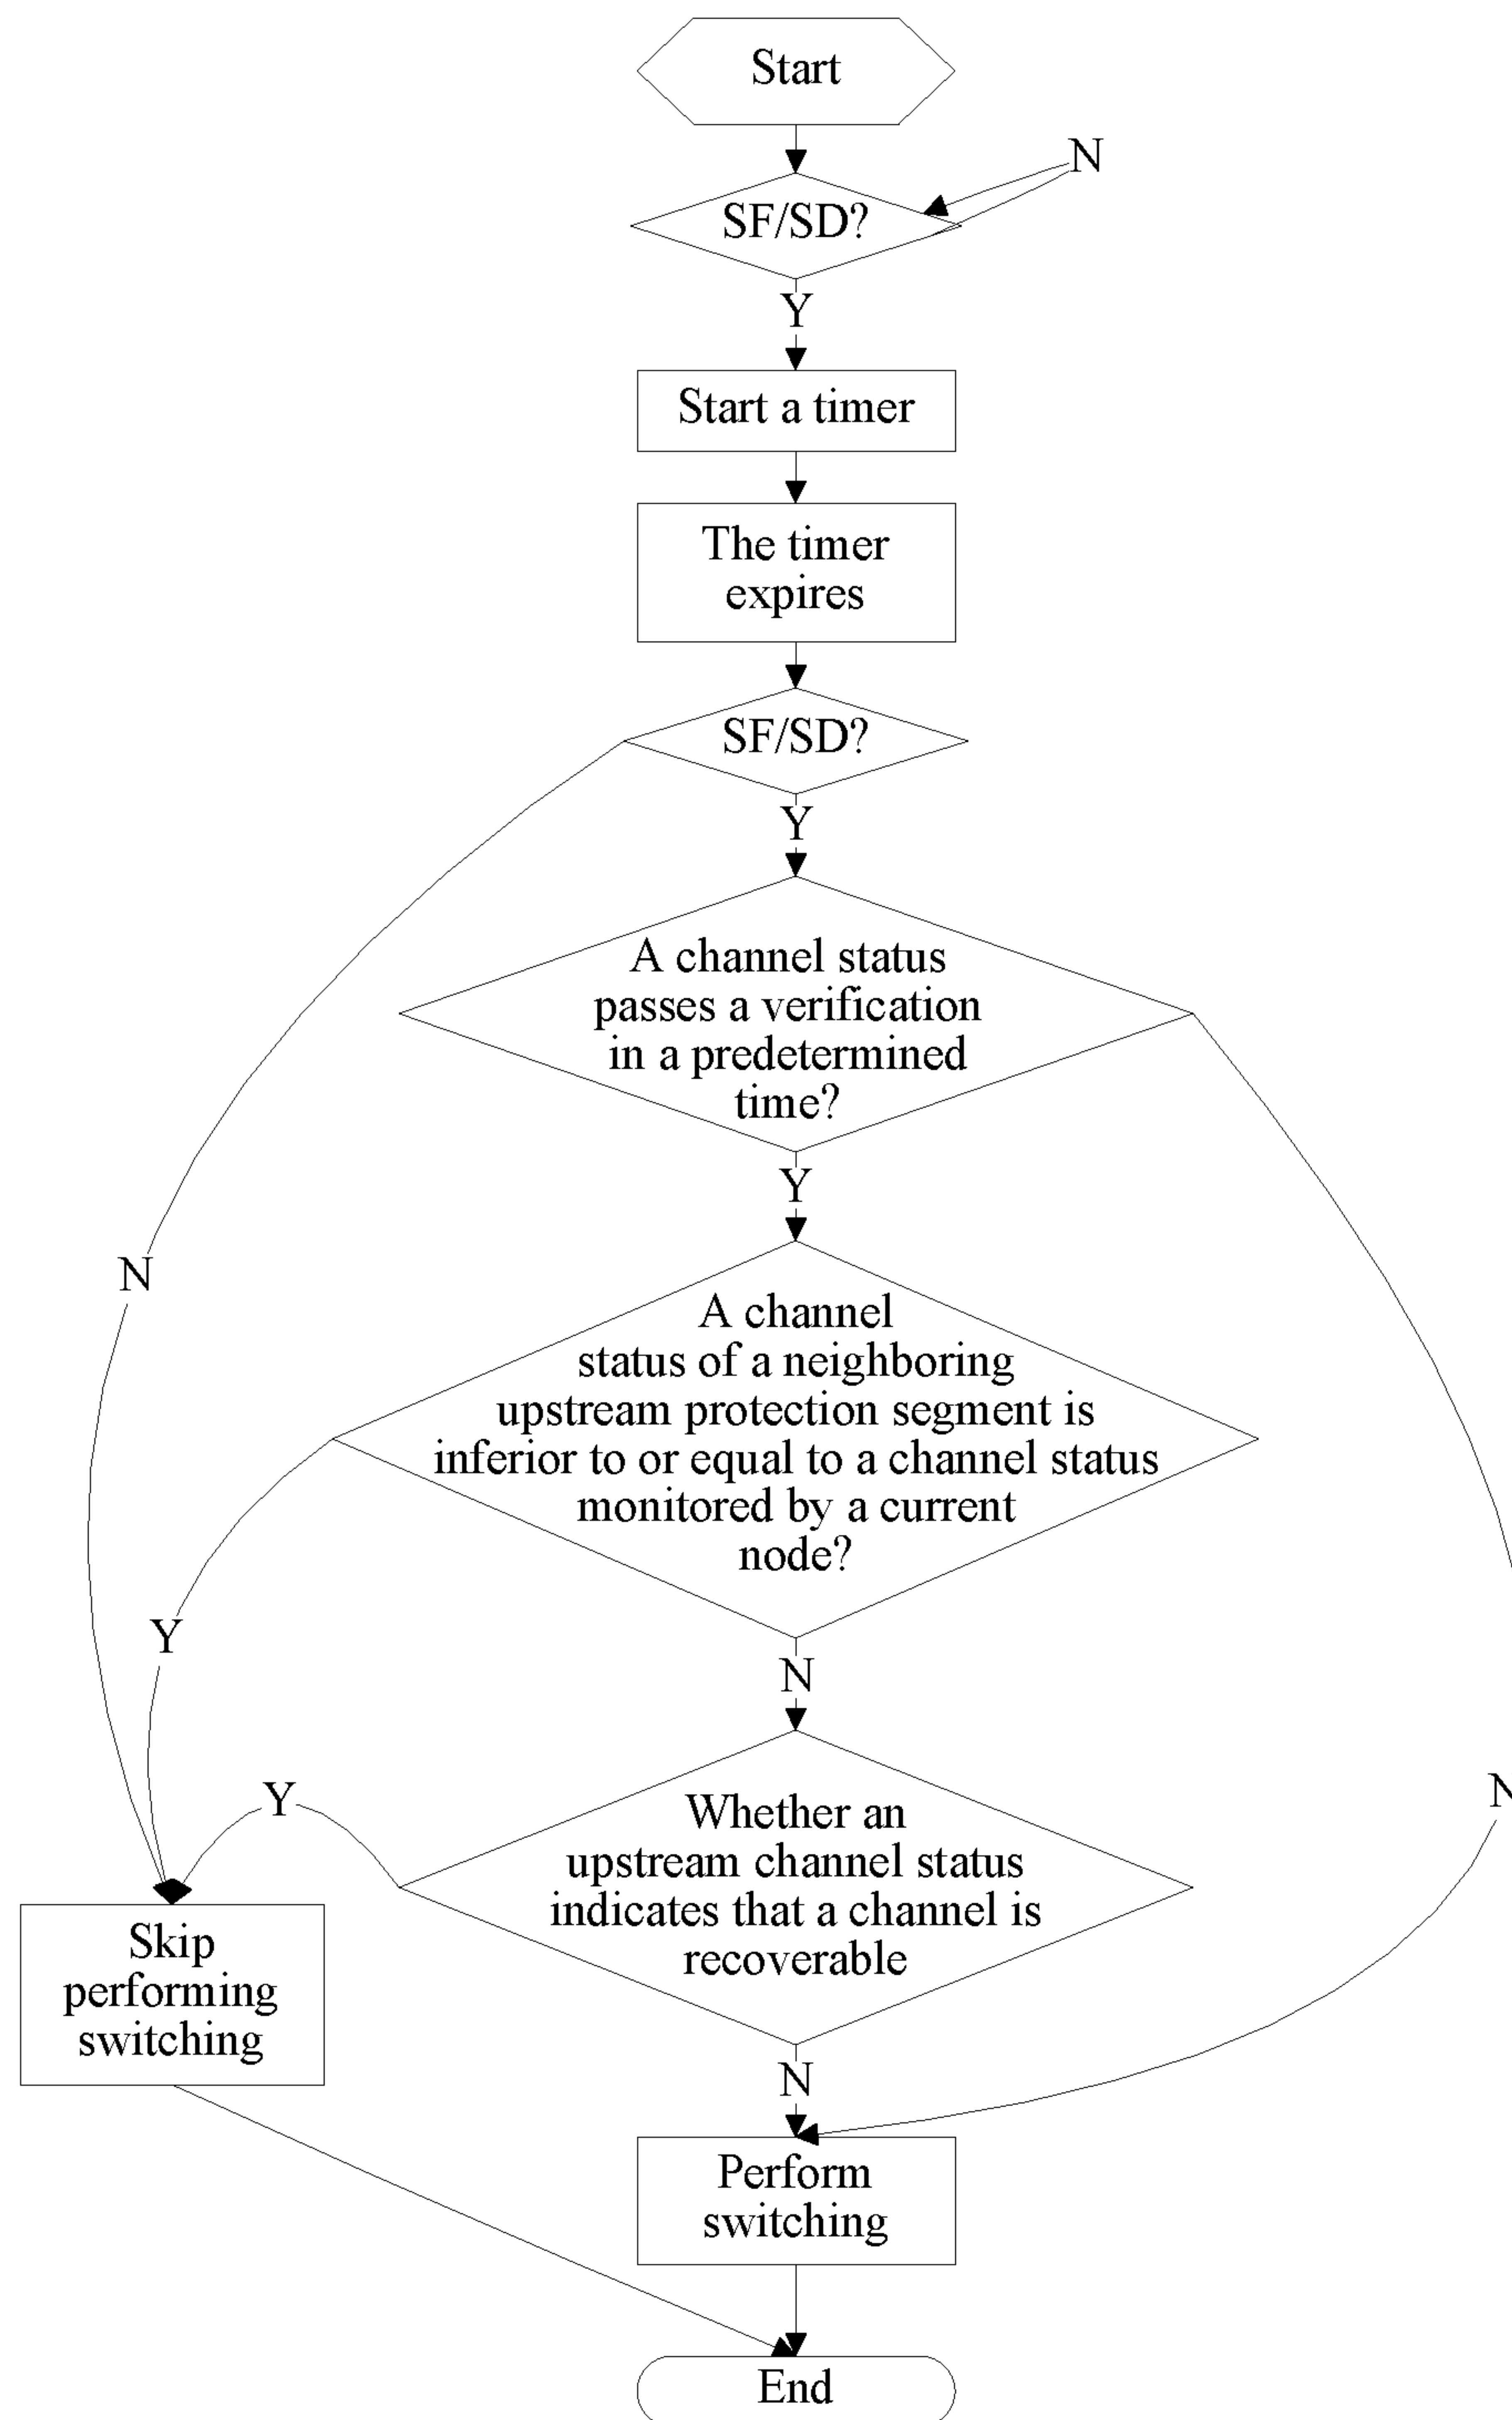 Start
N
SF/SD?
Y
Start a timer
The timer
expires
SF/SD?
Y
A channel status
passes a verification
in a predetermined
time?
Y
N
A channel
status of a neighboring
upstream protection segment is
inferior to or equal to a channel status
monitored by a current
node?
Y
N
Y
N
Whether an
upstream channel status
indicates that a channel is
recoverable
Skip
performing
switching
N
Perform
switching
End